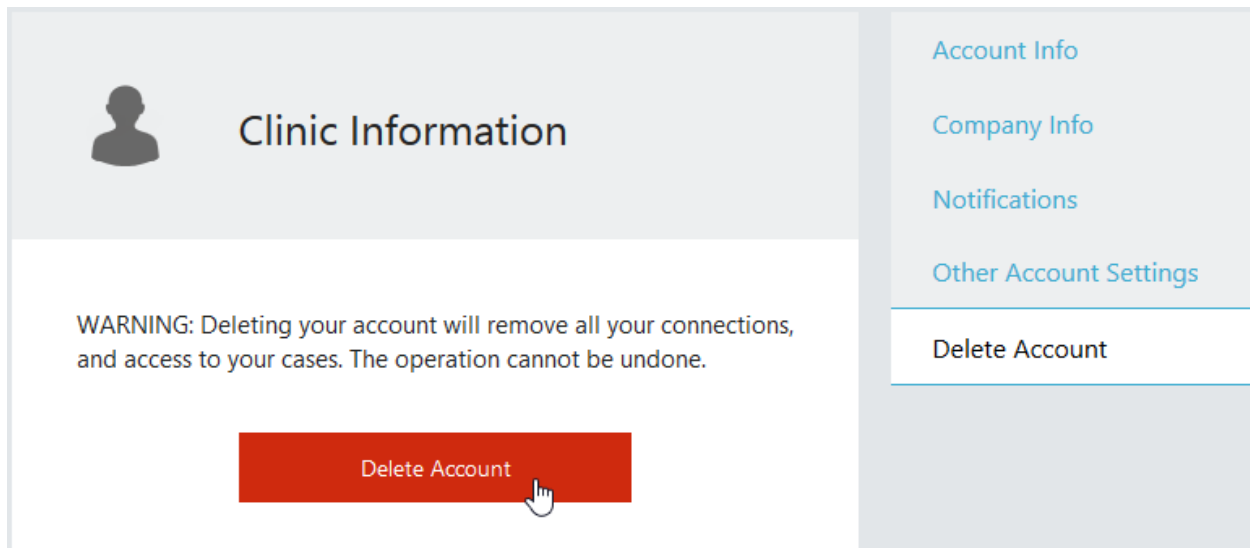 Clinic Information
WARNING: Deleting your account will remove all your connections,
and access to your cases. The operation cannot be undone.
Delete Account
Account Info
Company Info
Notifications
Other Account Settings
Delete Account